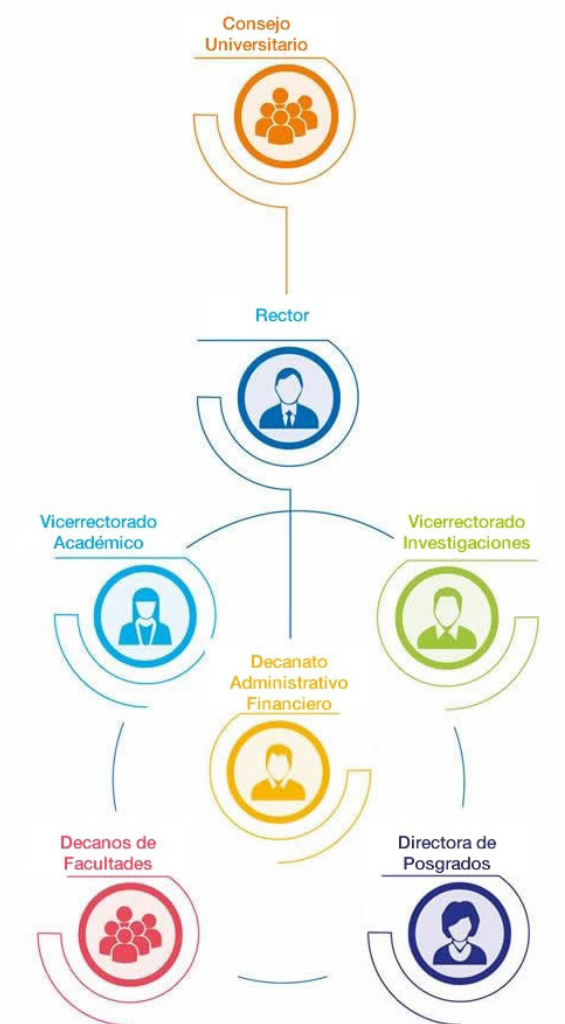 Consejo
Universitario
Rector
Vicerrectorado
Académico
Vicerrectorado
Investigaciones
Decanato
Administrativo
Financiero
Decanos de
Facultades
Directora de
Posgrados